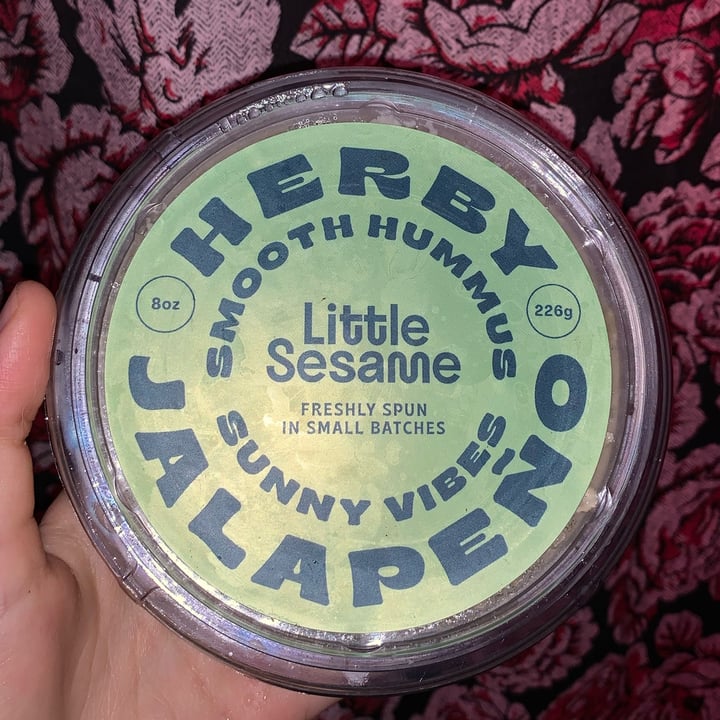 HERBY
SMOOTH HUMMUS
8oz
226g
Little
Sesame
FRESHLY SPUN
IN SMALL BATCHES
SUNNY VIBES
JALAPEÑO